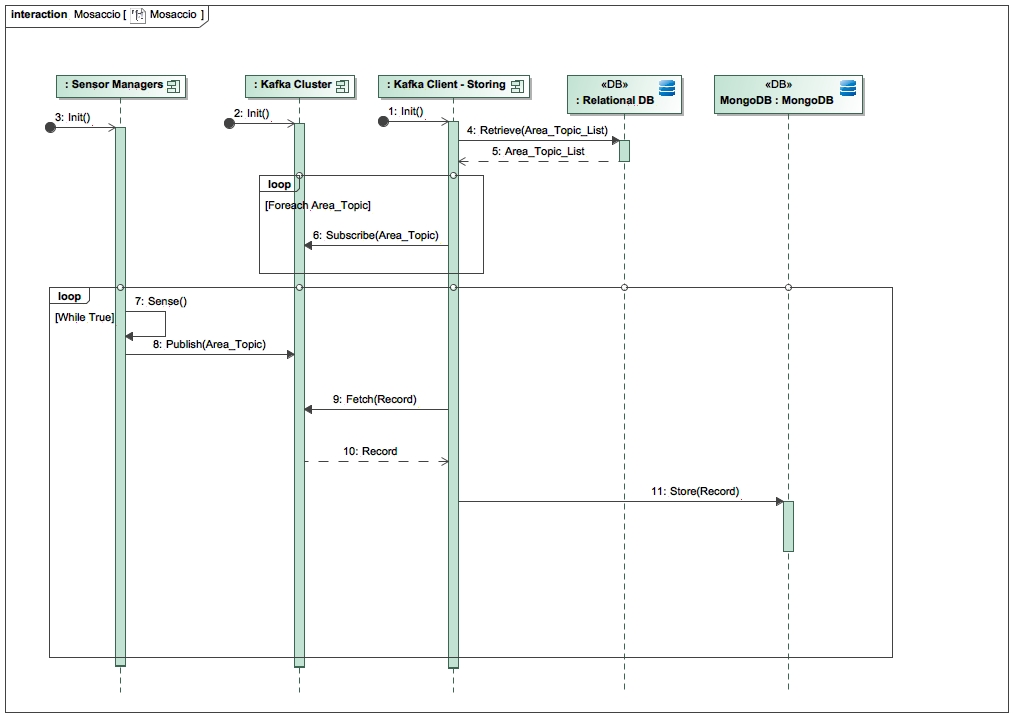 interaction Mosaccio [ Mosaccio ]
: Sensor Managers
: Kafka Cluster
: Kafka Client - Storing
«DB»
: Relational DB
«DB»
MongoDB : MongoDB
3: Init()
2: Init()
1: Init()
4: Retrieve(Area_Topic_List)
5: Area_Topic_List
loop
[Foreach Area_Topic]
6: Subscribe(Area_Topic)
loop
[While True]
7: Sense()
8: Publish(Area_Topic)
9: Fetch(Record)
10: Record
11: Store(Record)